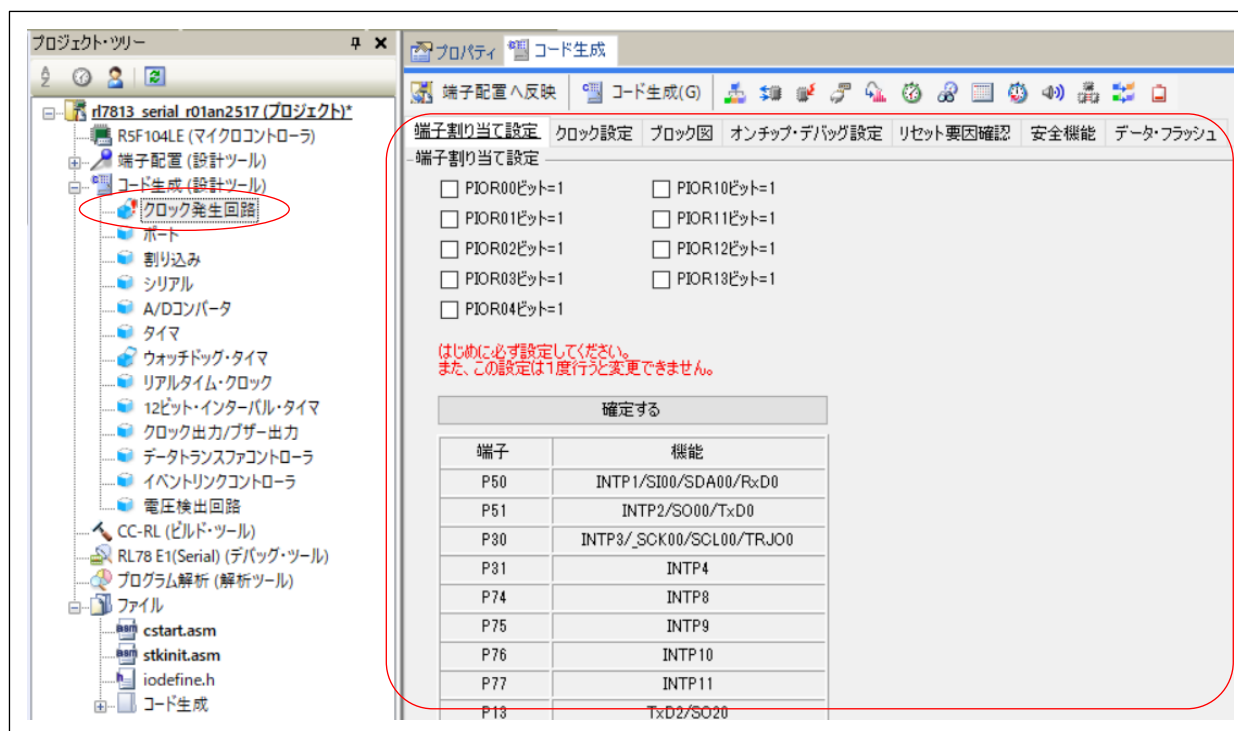 プロジェクト・ツリー
rl7813_serial_r01an2517 (プロジェクト)*
R5F104LE (マイクロコントローラ)
端子配置 (設計ツール)
コード生成 (設計ツール)
クロック発生回路
ポート
割り込み
シリアル
A/Dコンバータ
タイマ
ウォッチドッグ・タイマ
リアルタイム・クロック
12ビット・インターバル・タイマ
クロック出力/ブザー出力
データトランスファコントローラ
イベントリンクコントローラ
電圧検出回路
CC-RL (ビルド・ツール)
RL78 E1(Serial) (デバッグ・ツール)
プログラム解析 (解析ツール)
ファイル
cstart.asm
stkinit.asm
iodefine.h
コード生成
プロパティ コード生成
端子配置へ反映 コード生成(G)
端子割り当て設定 クロック設定 ブロック図 オンチップ・デバッグ設定 リセット要因確認 安全機能 データ・フラッシュ
端子割り当て設定
PIOR00ビット=1 PIOR10ビット=1
PIOR01ビット=1 PIOR11ビット=1
PIOR02ビット=1 PIOR12ビット=1
PIOR03ビット=1 PIOR13ビット=1
PIOR04ビット=1
はじめに必ず設定してください。
また、この設定は1度行うと変更できません。
確定する
端子 機能
P50 INTP1/SI00/SDA00/RxD0
P51 INTP2/SO00/TxD0
P30 INTP3/_SCK00/SCL00/TRJO0
P31 INTP4
P74 INTP8
P75 INTP9
P76 INTP10
P77 INTP11
P13 TxD2/SO20